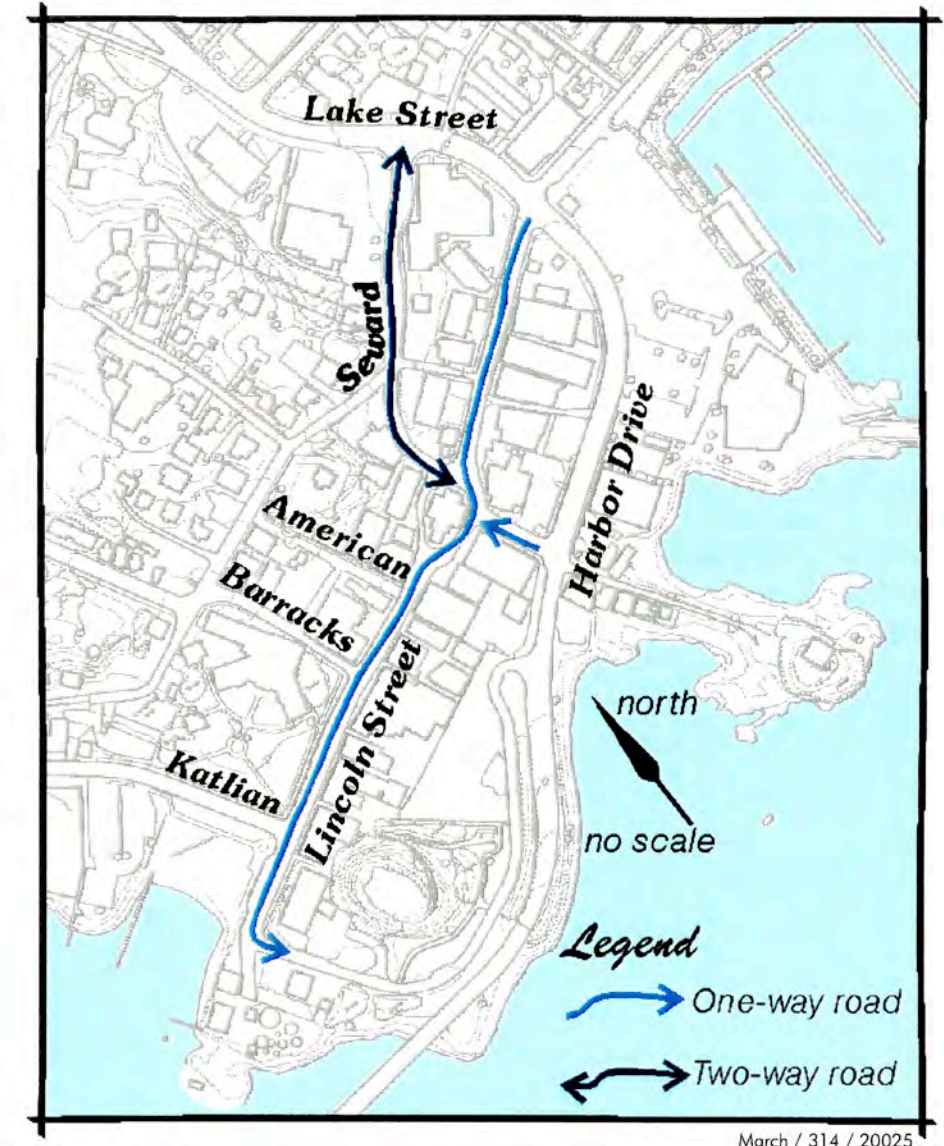 Lake Street
Seward
American
Barracks
Harbor Drive
Lincoln Street
Katlian
north
no scale
Legend
One-way road
Two-way road
March / 314 / 20025